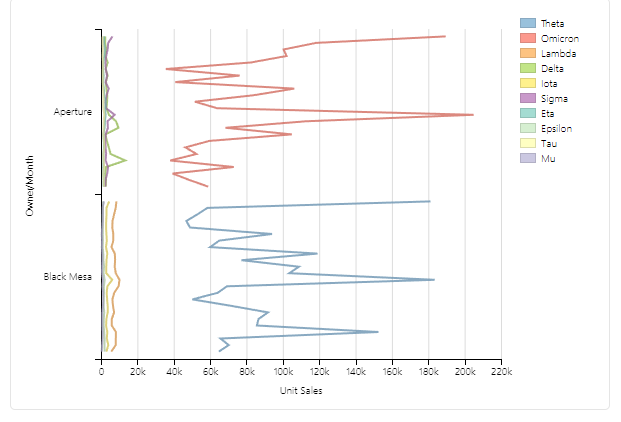 Theta
Omicron
Lambda
Delta
Iota
Sigma
Eta
Epsilon
Tau
Mu
Owner/Month
Aperture
Black Mesa
0 20k 40k 60k 80k 100k 120k 140k 160k 180k 200k 220k
Unit Sales